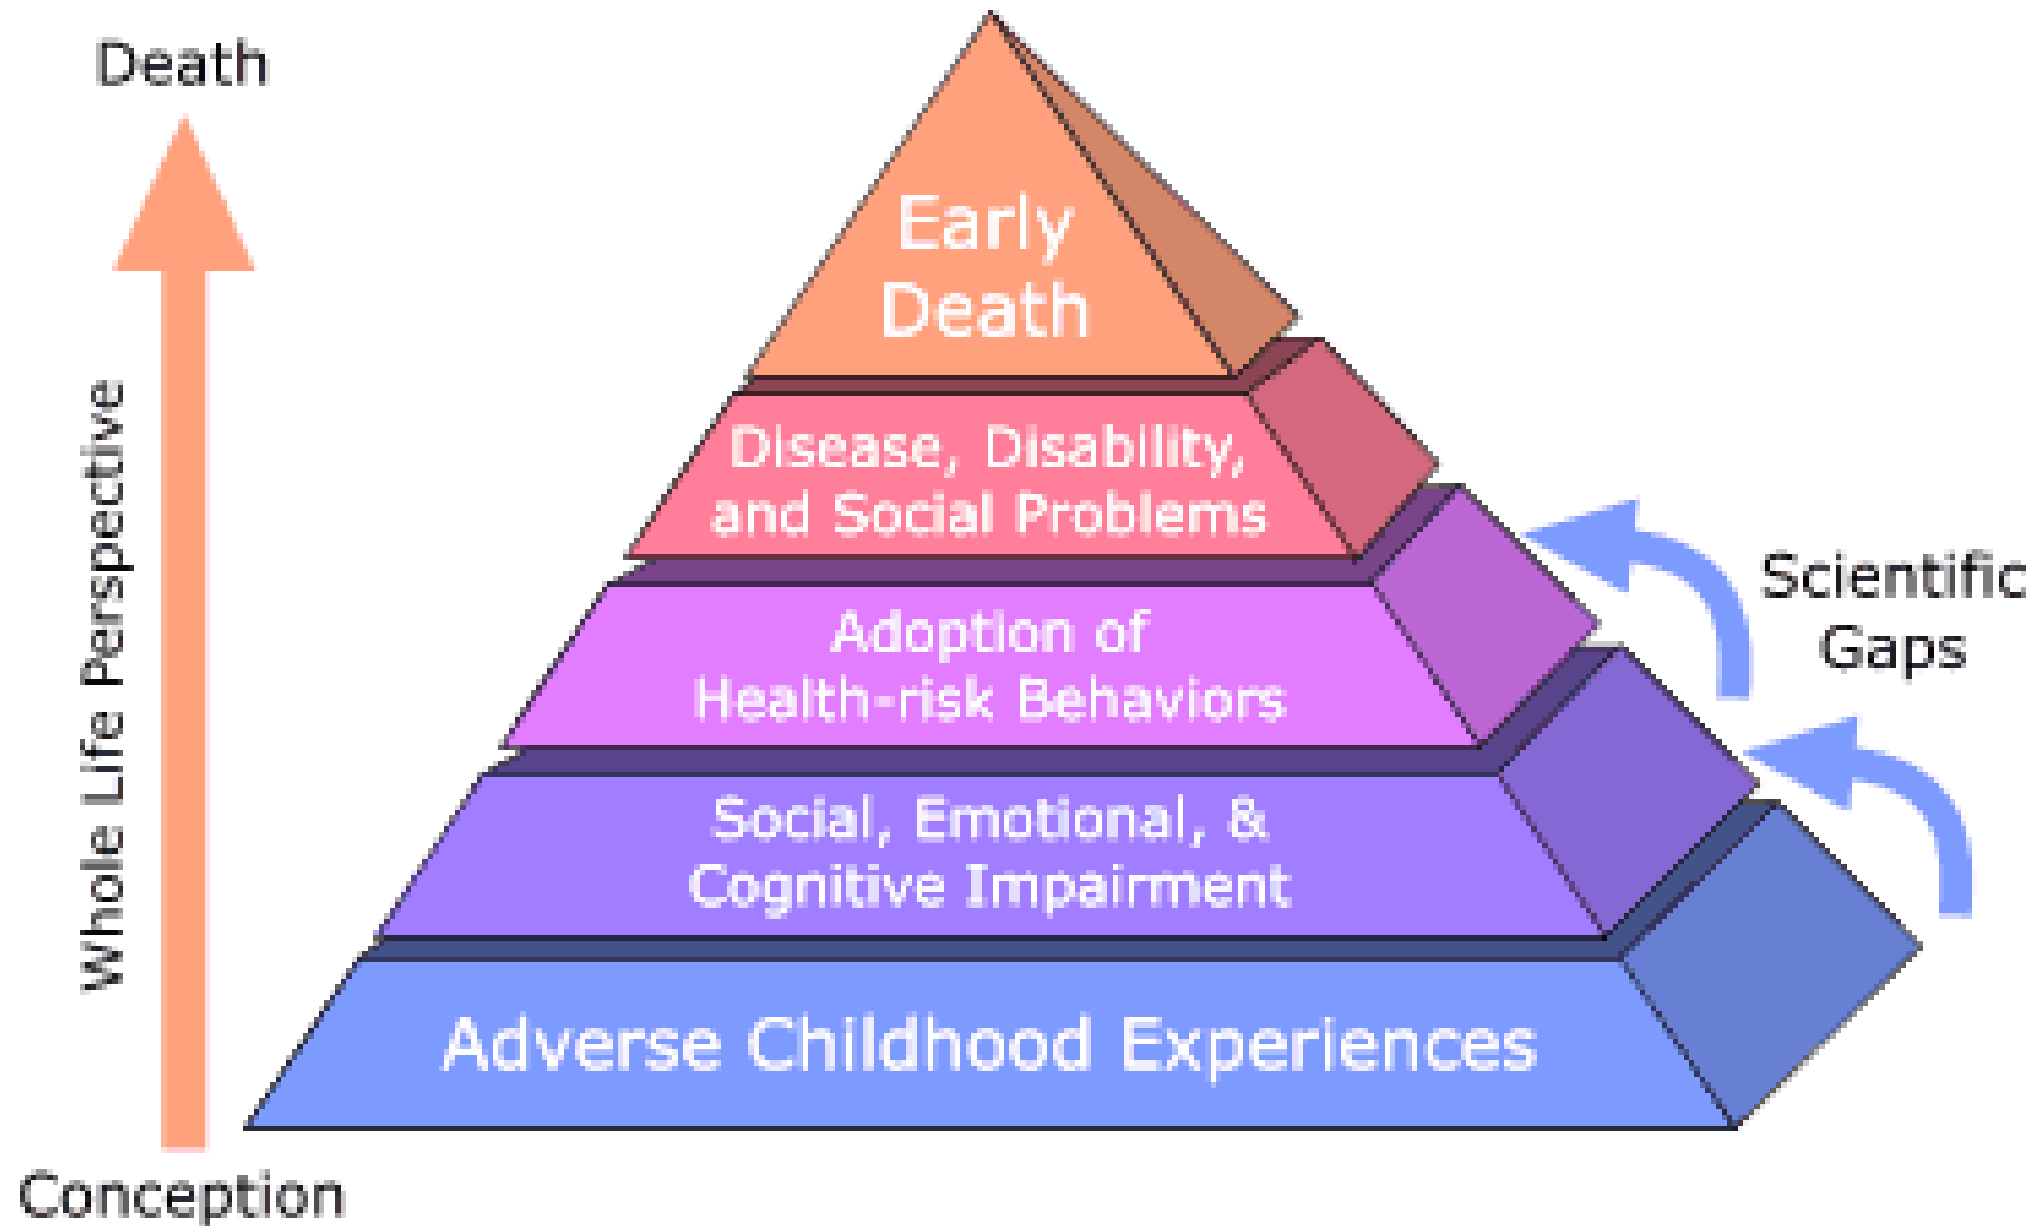 Death
Whole Life Perspective
Conception
Early
Death
Disease, Disability,
and Social Problems
Adoption of
Health-risk Behaviors
Social, Emotional, &
Cognitive Impairment
Adverse Childhood Experiences
Scientific
Gaps